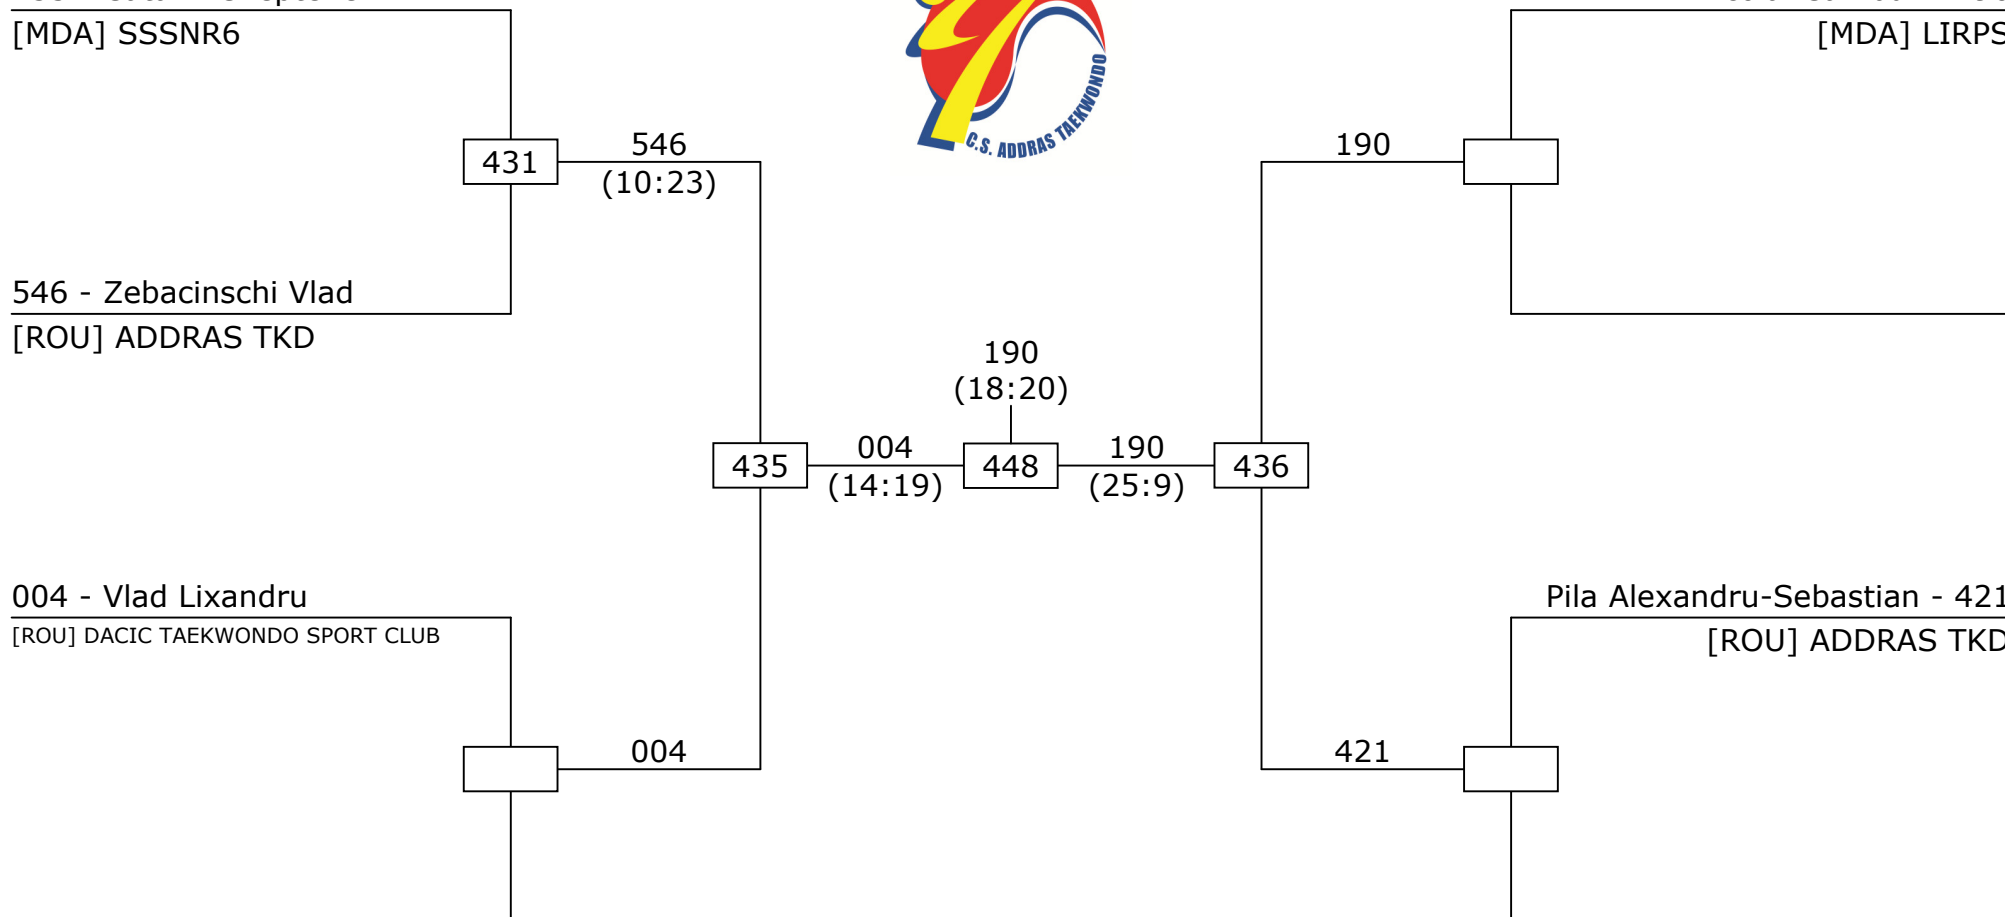 [MDA] SSSNR6
[MDA] LIRPS
C.S. ADDRAS TAEKWONDO
431
546
(10:23)
190
546 - Zebacinschi Vlad
[ROU] ADDRAS TKD
190
(18:20)
435
004
(14:19)
448
190
(25:9)
436
004 - Vlad Lixandru
[ROU] DACIC TAEKWONDO SPORT CLUB
Pila Alexandru-Sebastian - 421
[ROU] ADDRAS TKD
004
421